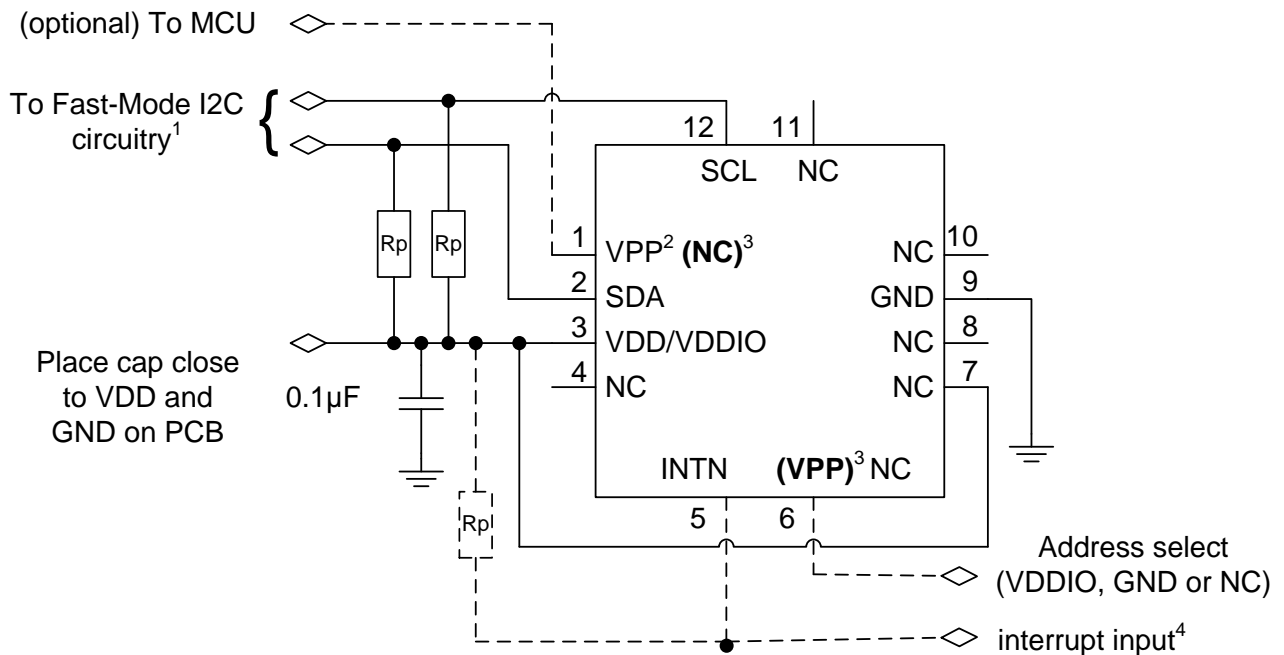 (optional) To MCU
To Fast-Mode I2C
circuitry1
{
12
11
SCL
NC
Rp
Rp
1
VPP2 (NC)3
2
SDA
3
VDD/VDDIO
4
NC
NC
10
GND
9
NC
8
NC
7
Place cap close
to VDD and
GND on PCB
0.1µF
INTN
(VPP)3 NC
5
6
Rp
Address select
(VDDIO, GND or NC)
interrupt input4